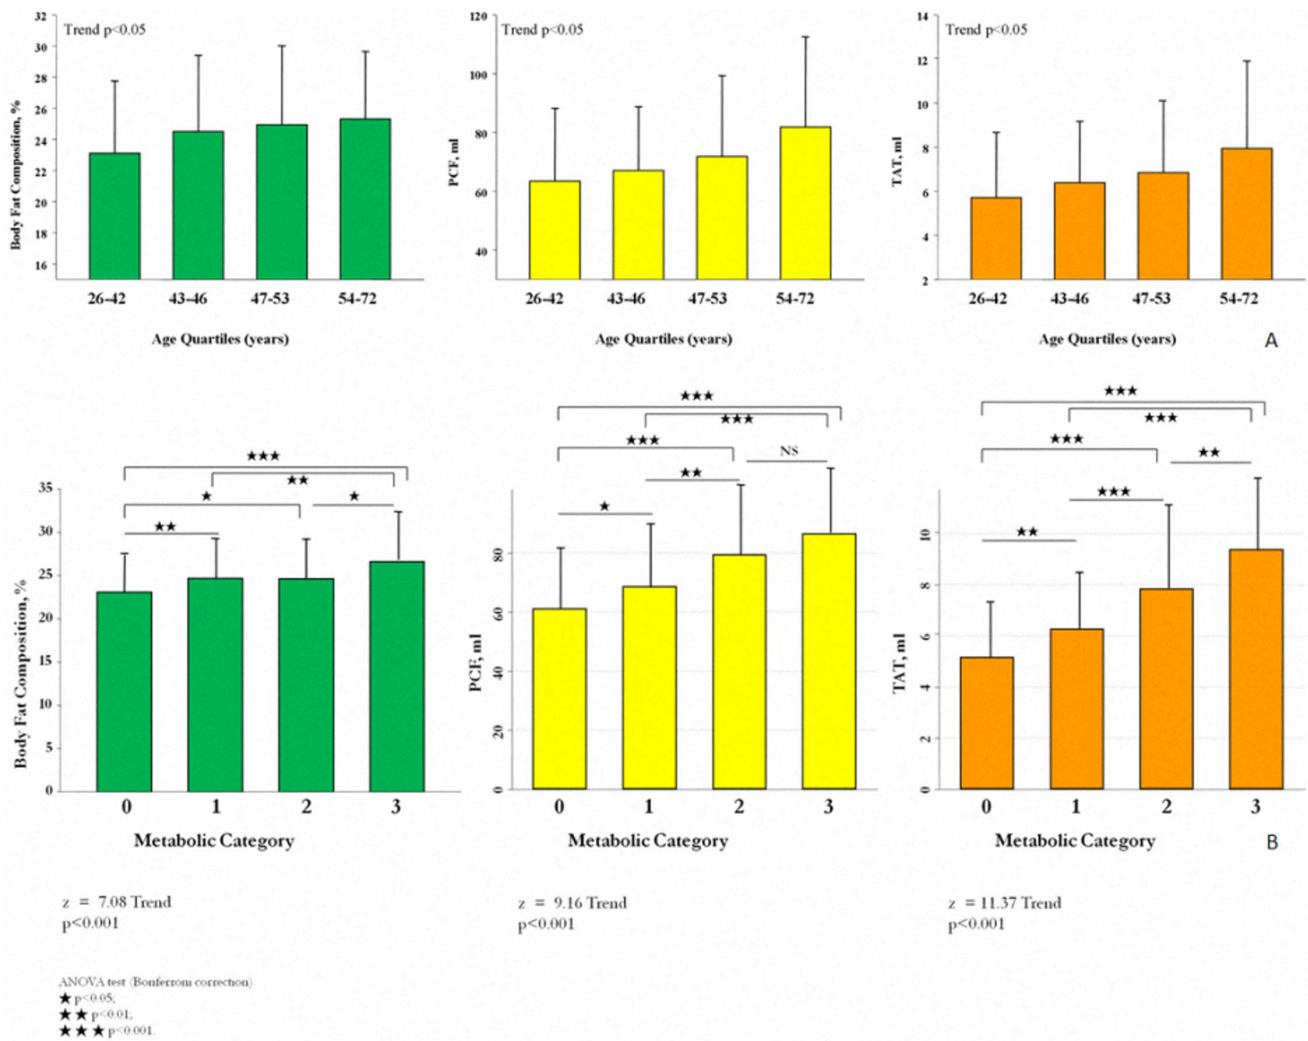 Trend p<0.05
Body Fat Composition, %
32
30
28
26
24
22
20
18
16
26-42 43-46 47-53 54-72
Age Quartiles (years)
Trend p<0.05
PCF, ml
120
100
80
60
40
26-42 43-46 47-53 54-72
Age Quartiles (years)
Trend p<0.05
TAT, ml
14
12
10
8
6
4
2
26-42 43-46 47-53 54-72
Age Quartiles (years)
A
★★★
★★
★ ★
★★
Body Fat Composition, %
35
30
25
20
15
10
5
0
0 1 2 3
Metabolic Category
★★★
★★★
★★★
NS
★★
★
PCF, ml
80
60
40
20
0
0 1 2 3
Metabolic Category
★★★
★★★
★★★
★★
★★★
★★
TAT, ml
10
8
6
4
2
0
0 1 2 3
Metabolic Category
B
z = 7.08 Trend
p<0.001
z = 9.16 Trend
p<0.001
z = 11.37 Trend
p<0.001
ANOVA test (Bonferroni correction)
★ p<0.05;
★★ p<0.01;
★★★ p<0.001.